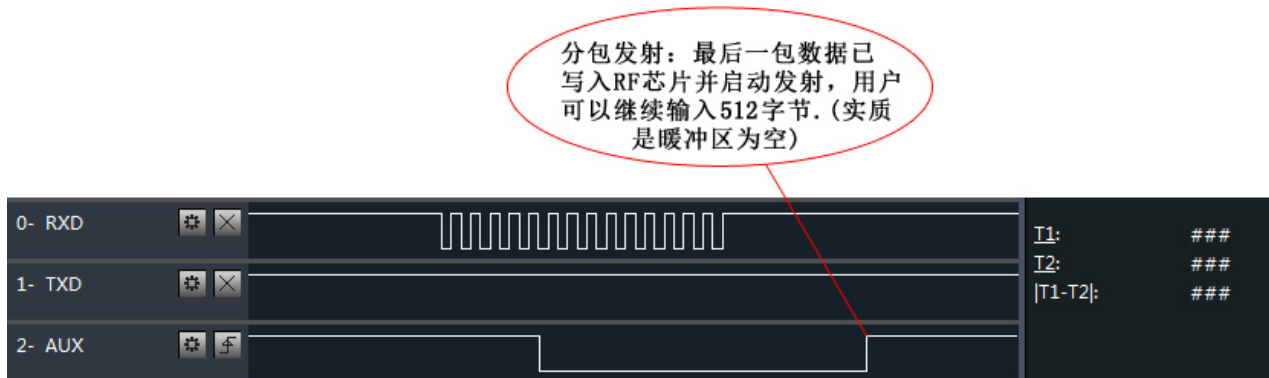 分包发射：最后一包数据已
写入RF芯片并启动发射，用户
可以继续输入512字节.(实质
是暖冲区为空)
0- RXD
T1: ###
1- TXD
T2: ###
|T1-T2|: ###
2- AUX